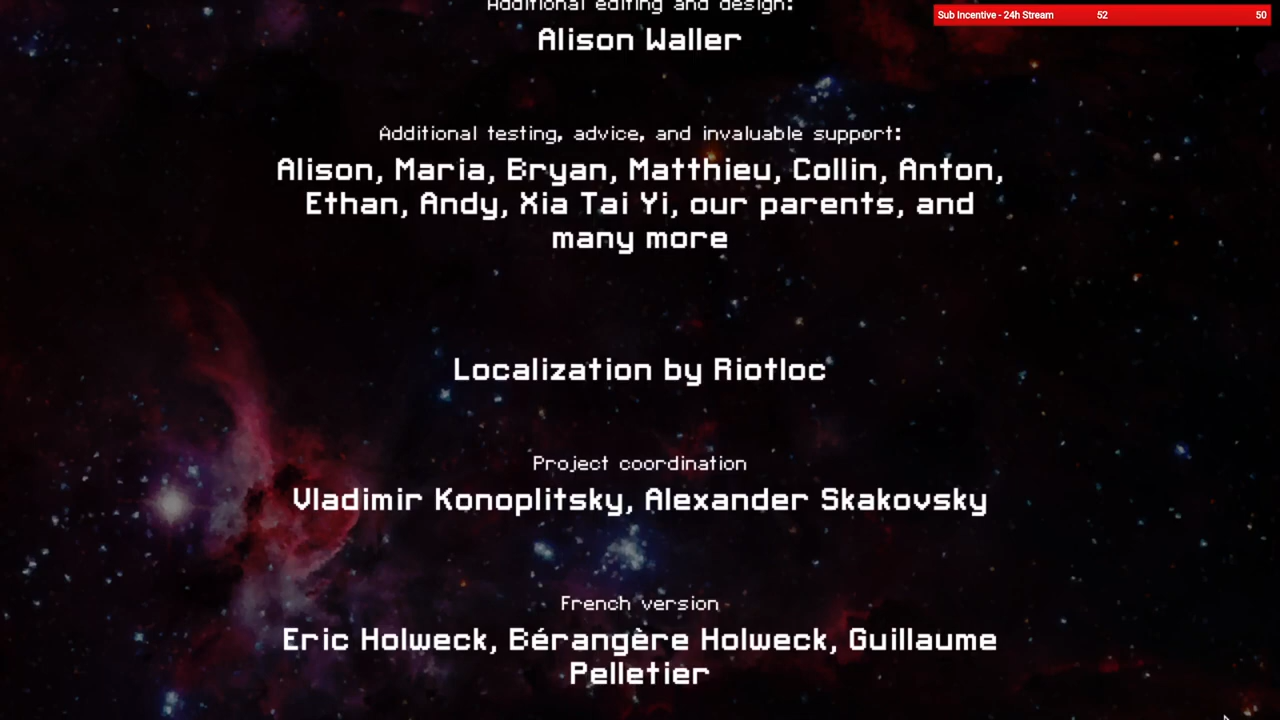 Additional editing and design:
Sub Incentive - 24h Stream 52 50
Alison Waller
Additional testing, advice, and invaluable support:
Alison, Maria, Bryan, Matthieu, Collin, Anton,
Ethan, Andy, Xia Tai Yi, our parents, and
many more
Localization by Riotloc
Project coordination
Vladimir Konoplitsky, Alexander Skakovsky
French version
Eric Holweck, Bérangère Holweck, Guillaume
Pelletier